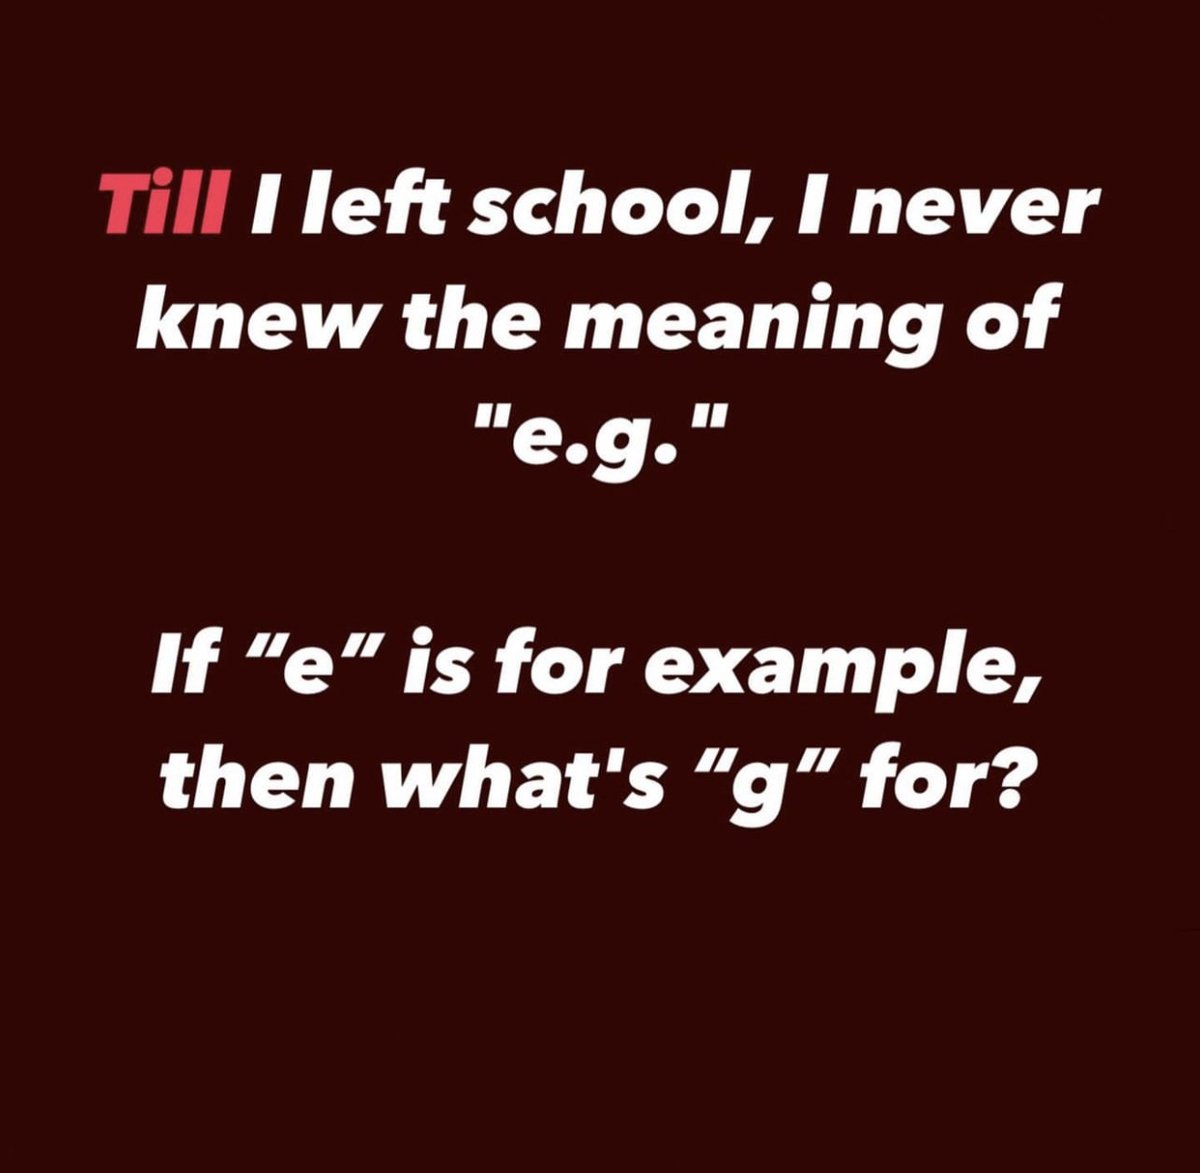 Till I left school, I never
knew the meaning of
"e.g."
If “e” is for example,
then what's “g” for?